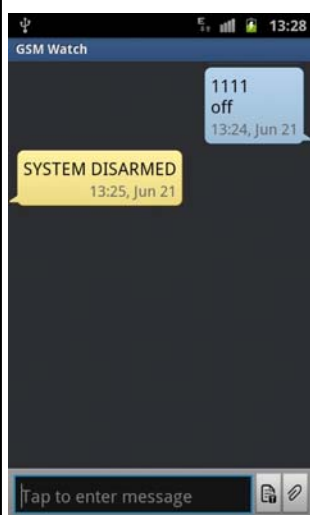 13:28
GSM Watch
1111
off
13:24, Jun 21
SYSTEM DISARMED
13:25, Jun 21
Tap to enter message